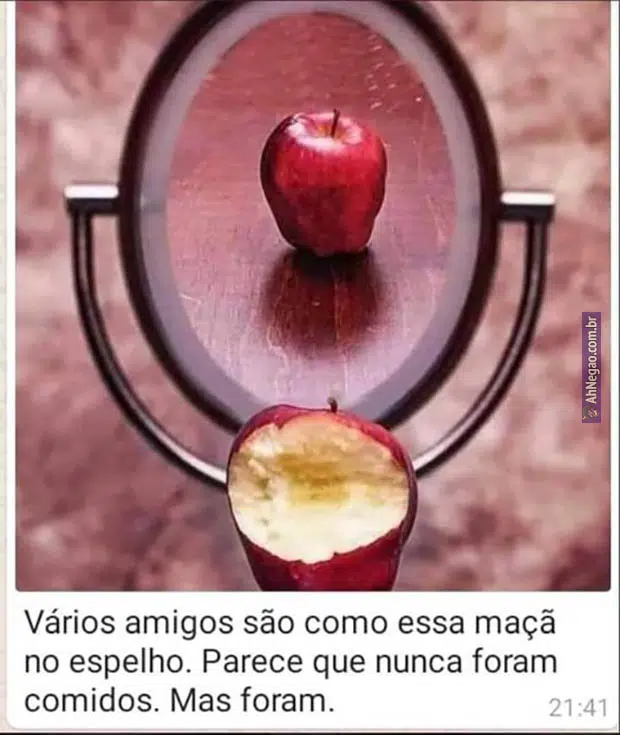 AhNegao.com.br
Vários amigos são como essa maçã
no espelho. Parece que nunca foram
comidos. Mas foram.
21:41